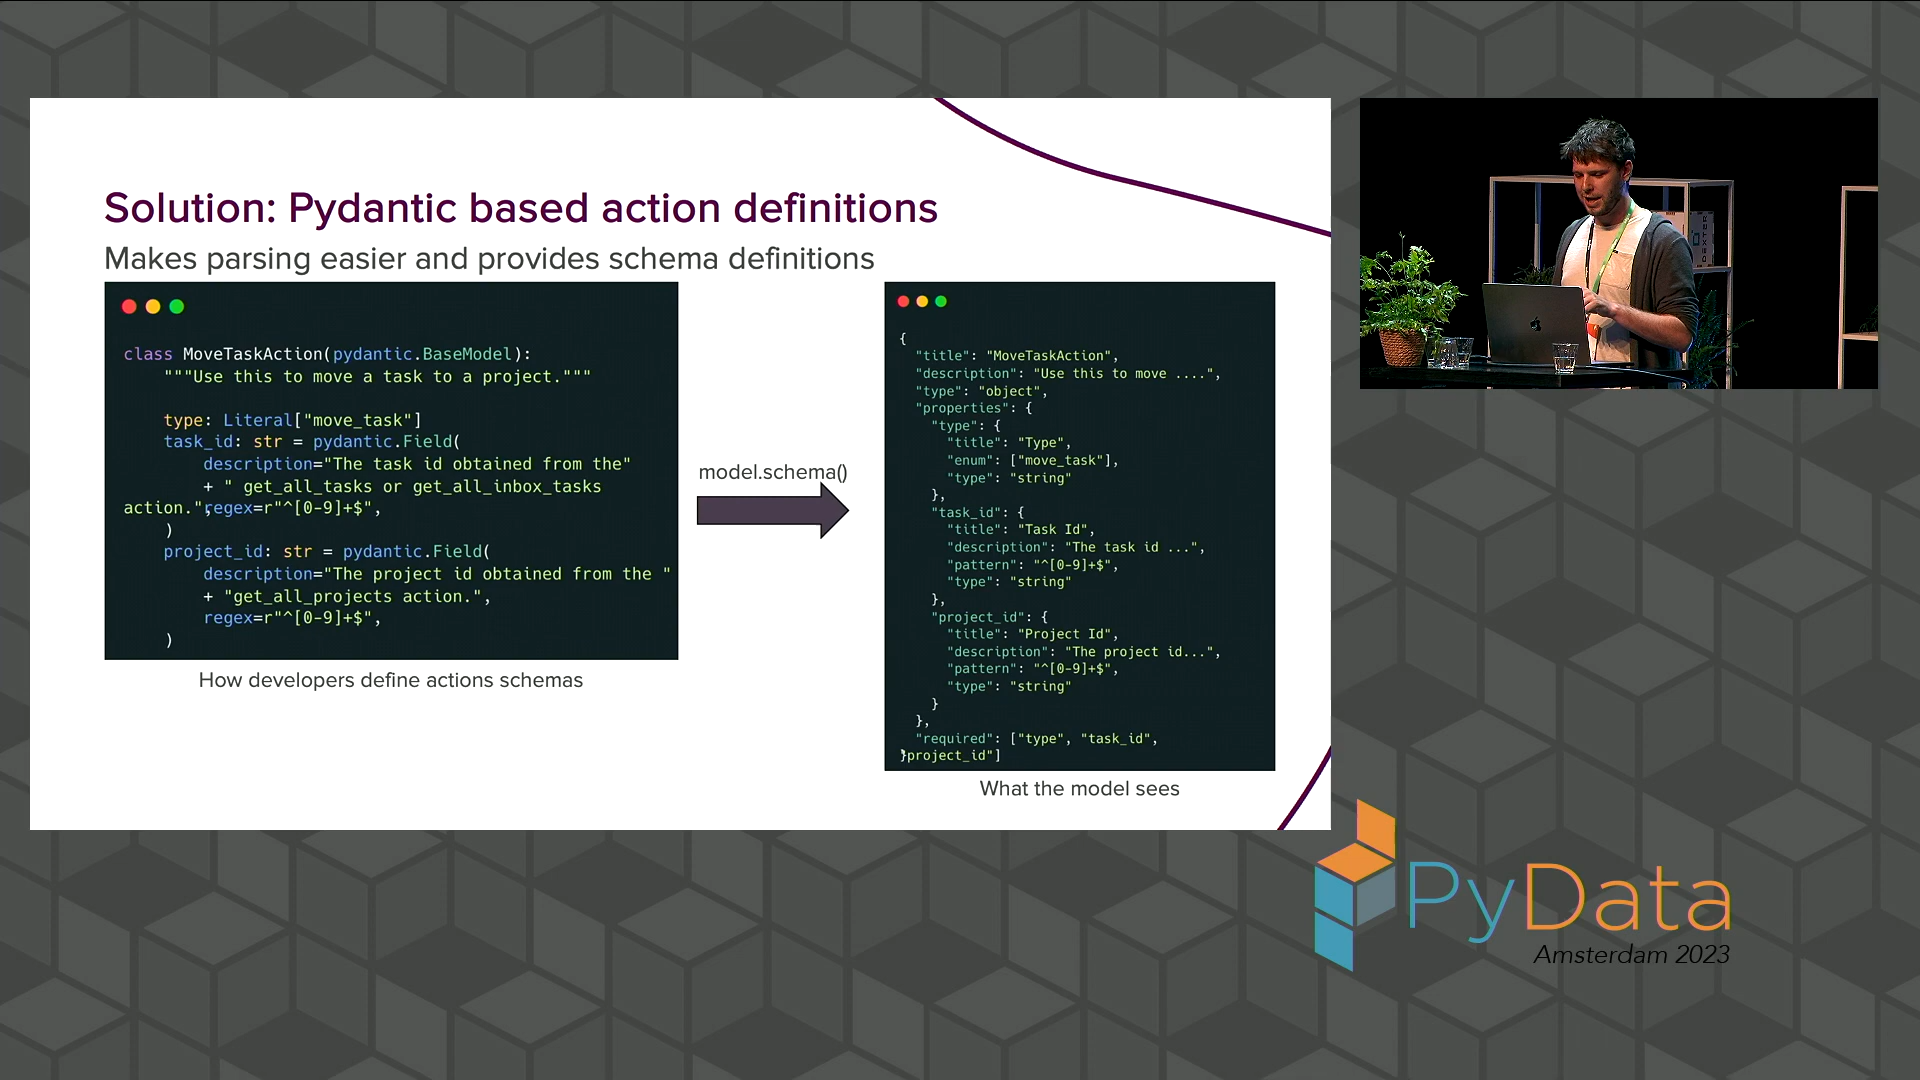 Solution: Pydantic based action definitions
Makes parsing easier and provides schema definitions
class MoveTaskAction(pydantic.BaseModel):
"""Use this to move a task to a project."""
type: Literal["move_task"]
task_id: str = pydantic.Field(
description="The task id obtained from the"
+ " get_all_tasks or get_all_inbox_tasks
action.",regex=r"^[0-9]+$",
)
project_id: str = pydantic.Field(
description="The project id obtained from the "
+ "get_all_projects action.",
regex=r"^[0-9]+$",
)
How developers define actions schemas
model.schema()
{
"title": "MoveTaskAction",
"description": "Use this to move ....",
"type": "object",
"properties": {
"type": {
"title": "Type",
"enum": ["move_task"],
"type": "string"
},
"task_id": {
"title": "Task Id",
"description": "The task id ...",
"pattern": "^[0-9]+$",
"type": "string"
},
"project_id": {
"title": "Project Id",
"description": "The project id...",
"pattern": "^[0-9]+$",
"type": "string"
}
},
"required": ["type", "task_id",
}project_id"]
What the model sees
PyData
Amsterdam 2023